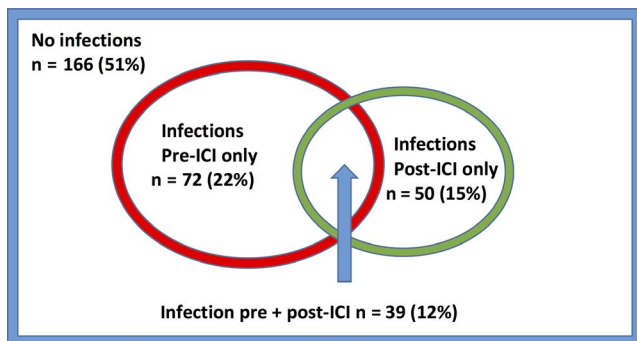 No infections
n = 166 (51%)
Infections
Pre-ICI only
n = 72 (22%)
Infections
Post-ICI only
n = 50 (15%)
Infection pre + post-ICI n = 39 (12%)